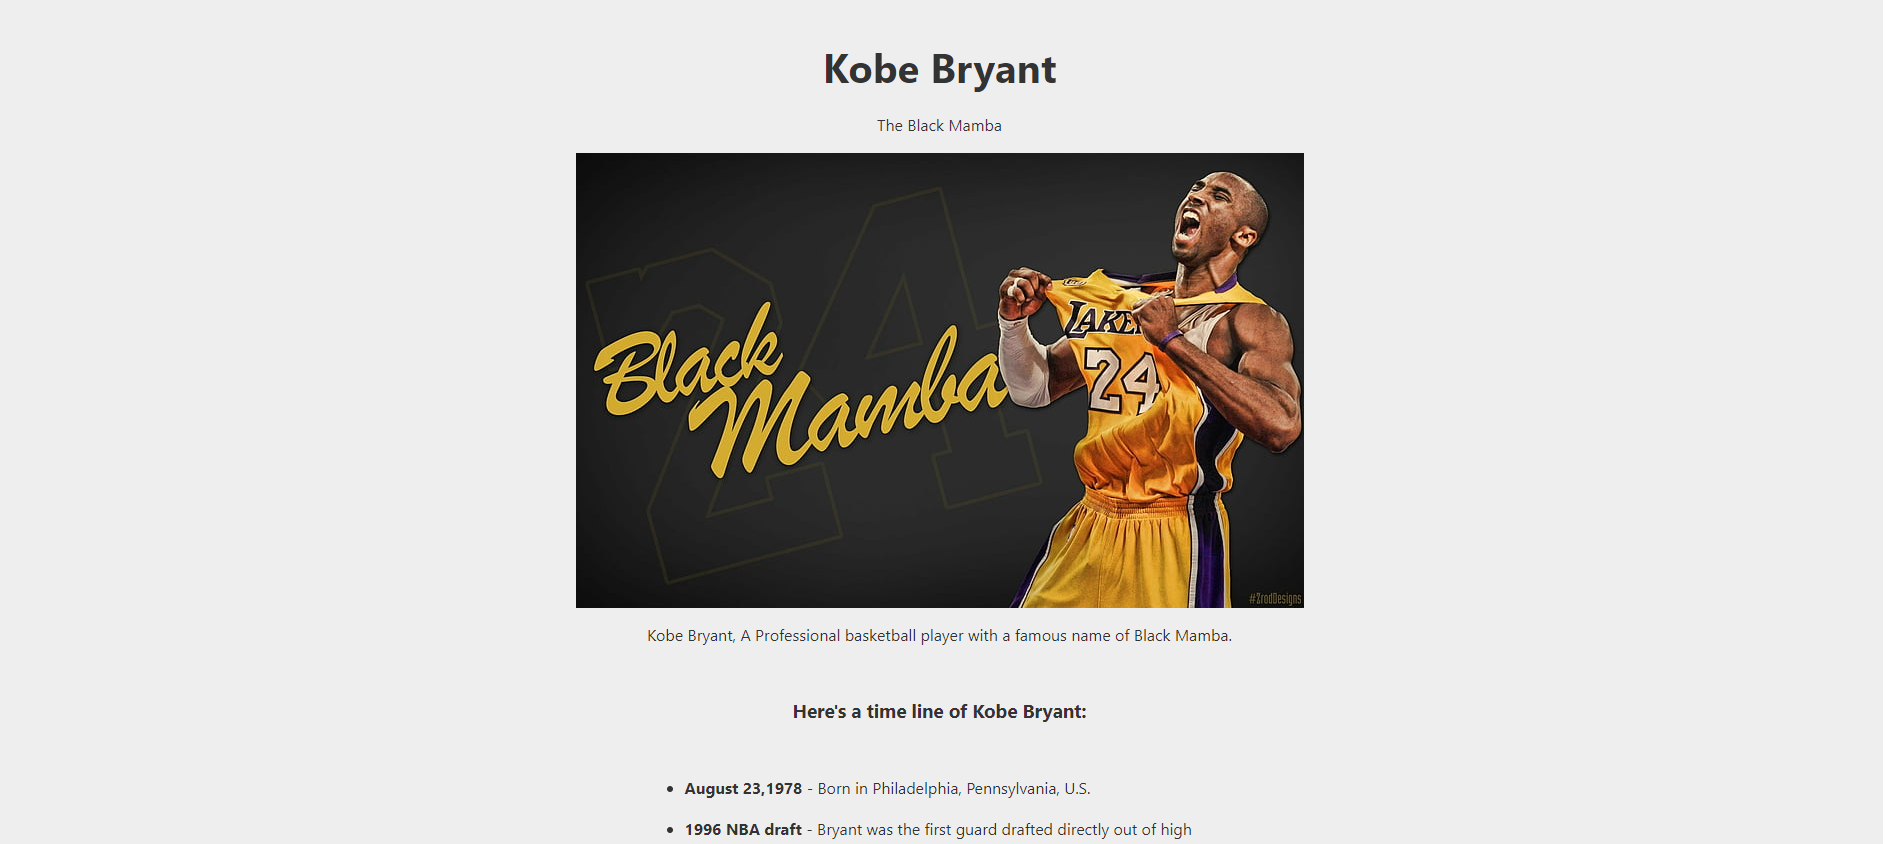 Kobe Bryant
The Black Mamba
24
Black
Mamba
LAKE
24
#ZrodDesigns
Kobe Bryant, A Professional basketball player with a famous name of Black Mamba.
Here's a time line of Kobe Bryant:
• August 23,1978 - Born in Philadelphia, Pennsylvania, U.S.
• 1996 NBA draft - Bryant was the first guard drafted directly out of high